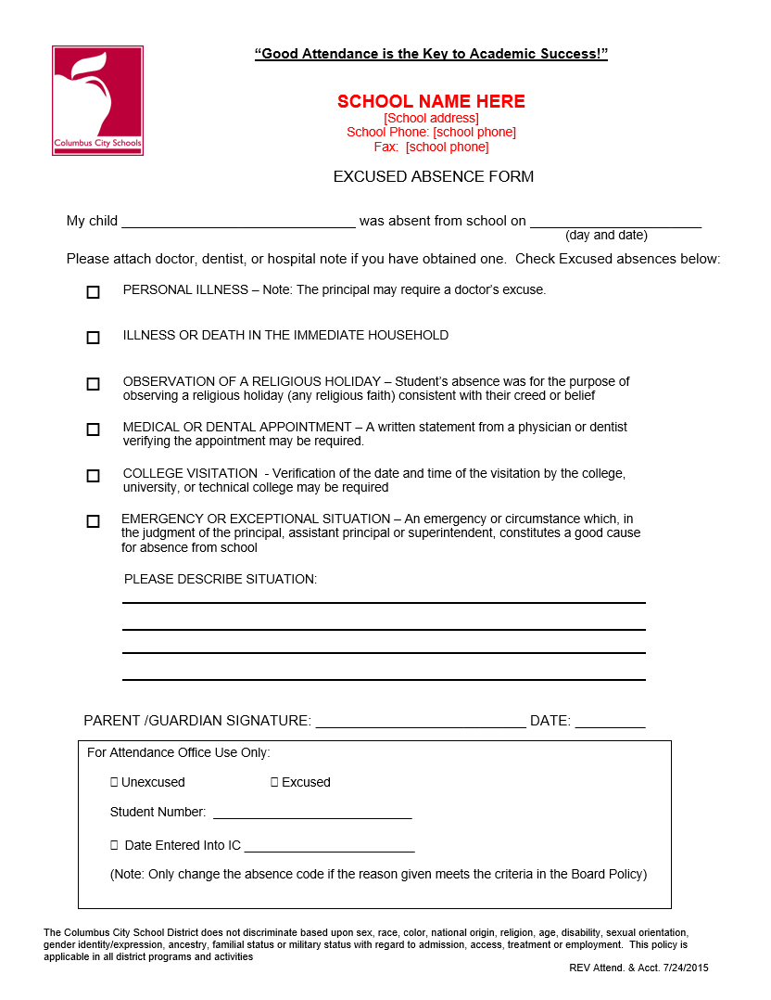 “Good Attendance is the Key to Academic Success!”
Columbus City Schools
SCHOOL NAME HERE
[School address]
School Phone: [school phone]
Fax:  [school phone]
EXCUSED ABSENCE FORM
My child ______________________________ was absent from school on ______________________
(day and date)
Please attach doctor, dentist, or hospital note if you have obtained one.  Check Excused absences below:
☐ PERSONAL ILLNESS – Note: The principal may require a doctor’s excuse.
☐ ILLNESS OR DEATH IN THE IMMEDIATE HOUSEHOLD
☐ OBSERVATION OF A RELIGIOUS HOLIDAY – Student’s absence was for the purpose of
observing a religious holiday (any religious faith) consistent with their creed or belief
☐ MEDICAL OR DENTAL APPOINTMENT – A written statement from a physician or dentist
verifying the appointment may be required.
☐ COLLEGE VISITATION  - Verification of the date and time of the visitation by the college,
university, or technical college may be required
☐ EMERGENCY OR EXCEPTIONAL SITUATION – An emergency or circumstance which, in
the judgment of the principal, assistant principal or superintendent, constitutes a good cause
for absence from school
PLEASE DESCRIBE SITUATION:
PARENT /GUARDIAN SIGNATURE: ___________________________ DATE: _________
For Attendance Office Use Only:
☐ Unexcused ☐ Excused
Student Number:  ____________________________
☐ Date Entered Into IC ________________________
(Note: Only change the absence code if the reason given meets the criteria in the Board Policy)
The Columbus City School District does not discriminate based upon sex, race, color, national origin, religion, age, disability, sexual orientation,
gender identity/expression, ancestry, familial status or military status with regard to admission, access, treatment or employment.  This policy is
applicable in all district programs and activities
REV Attend. & Acct. 7/24/2015